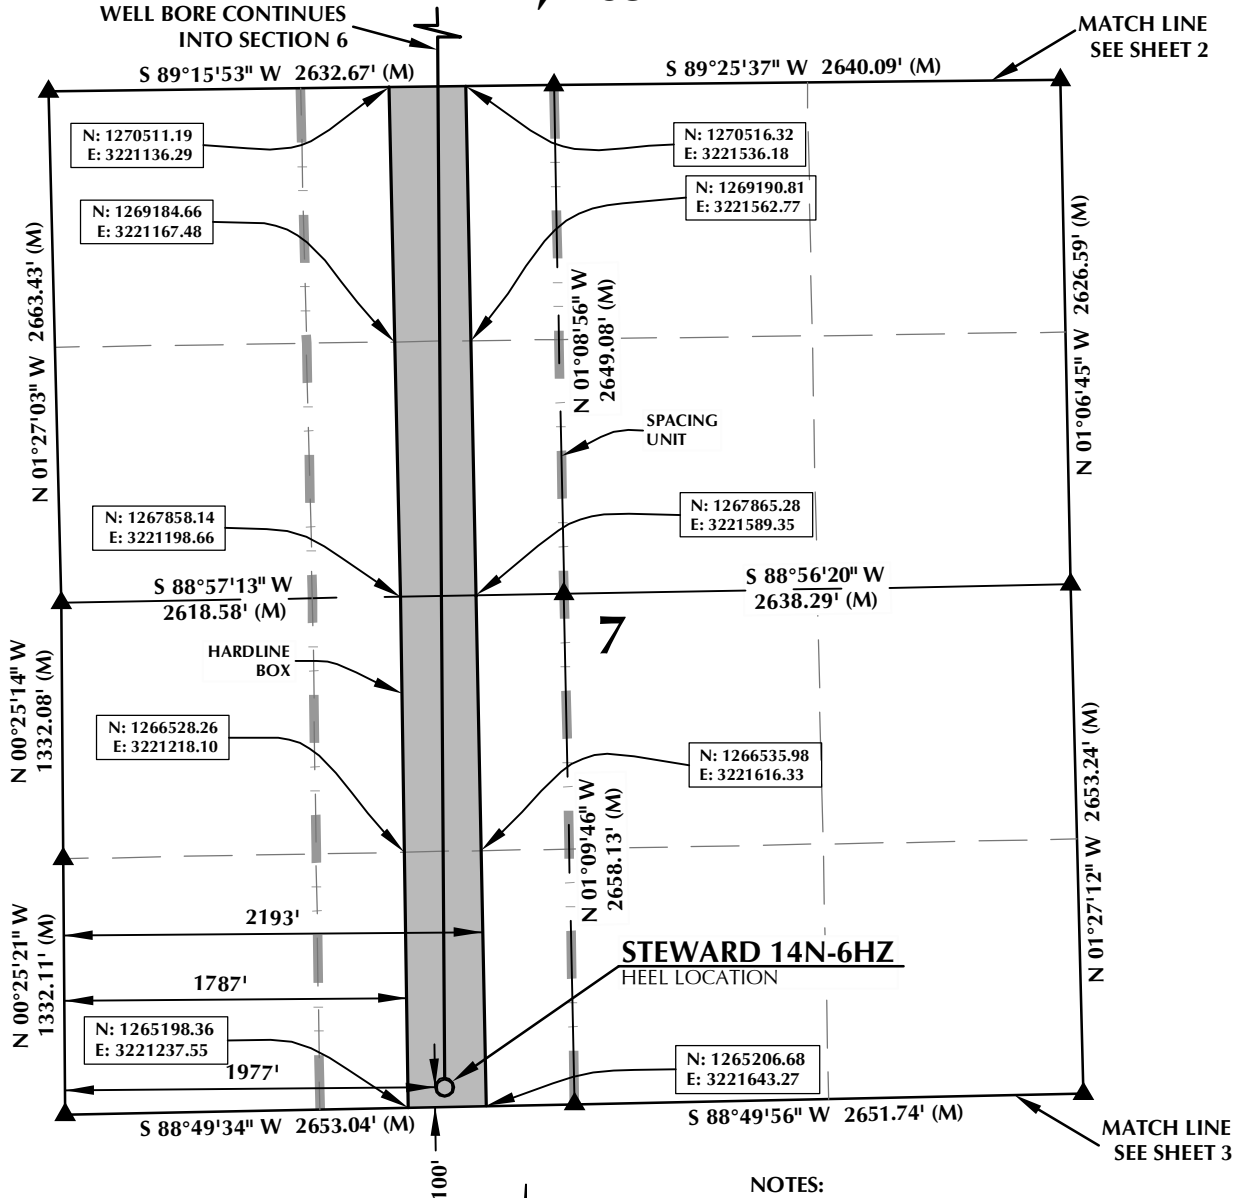 WELL BORE CONTINUES
INTO SECTION 6
MATCH LINE
SEE SHEET 2
S 89°15'53" W 2632.67' (M)
S 89°25'37" W 2640.09' (M)
N: 1270511.19
E: 3221136.29
N: 1270516.32
E: 3221536.18
N: 1269184.66
E: 3221167.48
N: 1269190.81
E: 3221562.77
N 01°27'03" W 2663.43' (M)
N 01°08'56" W
2649.08' (M)
N 01°06'45" W 2626.59' (M)
SPACING
UNIT
N: 1267858.14
E: 3221198.66
N: 1267865.28
E: 3221589.35
S 88°57'13" W
2618.58' (M)
S 88°56'20" W
2638.29' (M)
7
HARDLINE
BOX
N 00°25'14" W
1332.08' (M)
N: 1266528.26
E: 3221218.10
N: 1266535.98
E: 3221616.33
N 01°09'46" W
2658.13' (M)
N 01°27'12" W 2653.24' (M)
2193'
STEWARD 14N-6HZ
HEEL LOCATION
N 00°25'21" W
1332.11' (M)
1787'
N: 1265198.36
E: 3221237.55
1977'
N: 1265206.68
E: 3221643.27
S 88°49'34" W 2653.04' (M)
S 88°49'56" W 2651.74' (M)
MATCH LINE
SEE SHEET 3
100'
NOTES: